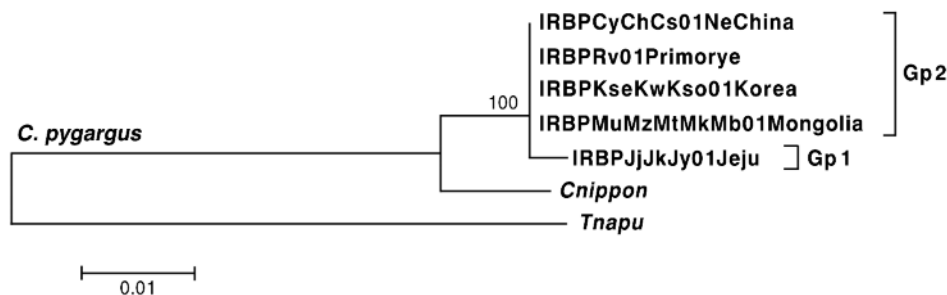 IRBPCyChCs01NeChina
IRBPRv01Primorye
Gp2
IRBPKseKwKso01Korea
100
IRBPMuMzMtMkMb01Mongolia
C. pygargus
IRBPJjJkJy01Jeju
Gp1
Cnippon
Tnapu
0.01